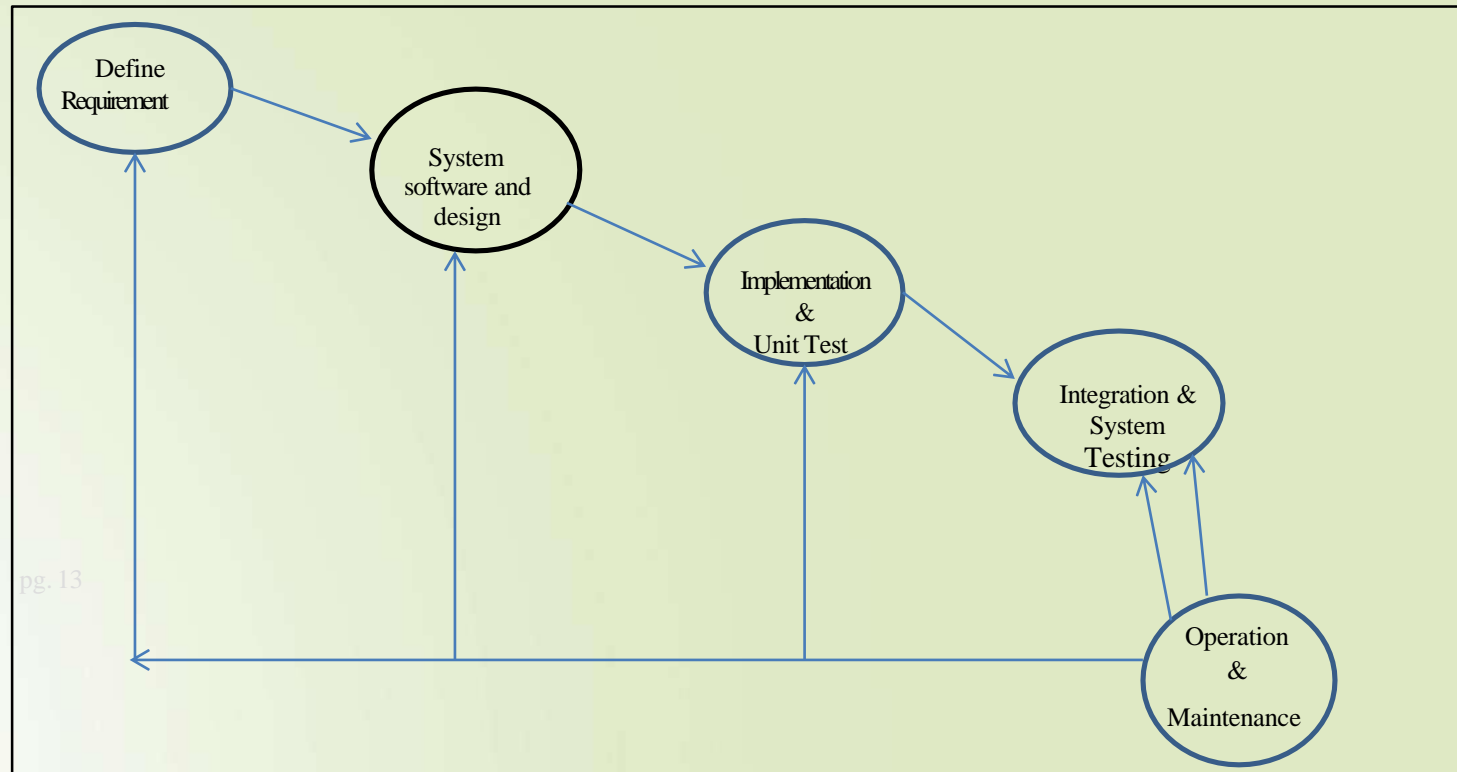 Define
Requirement
System
software and
design
Implementation
&
Unit Test
Integration &
System
Testing
pg. 13
Operation
&
Maintenance